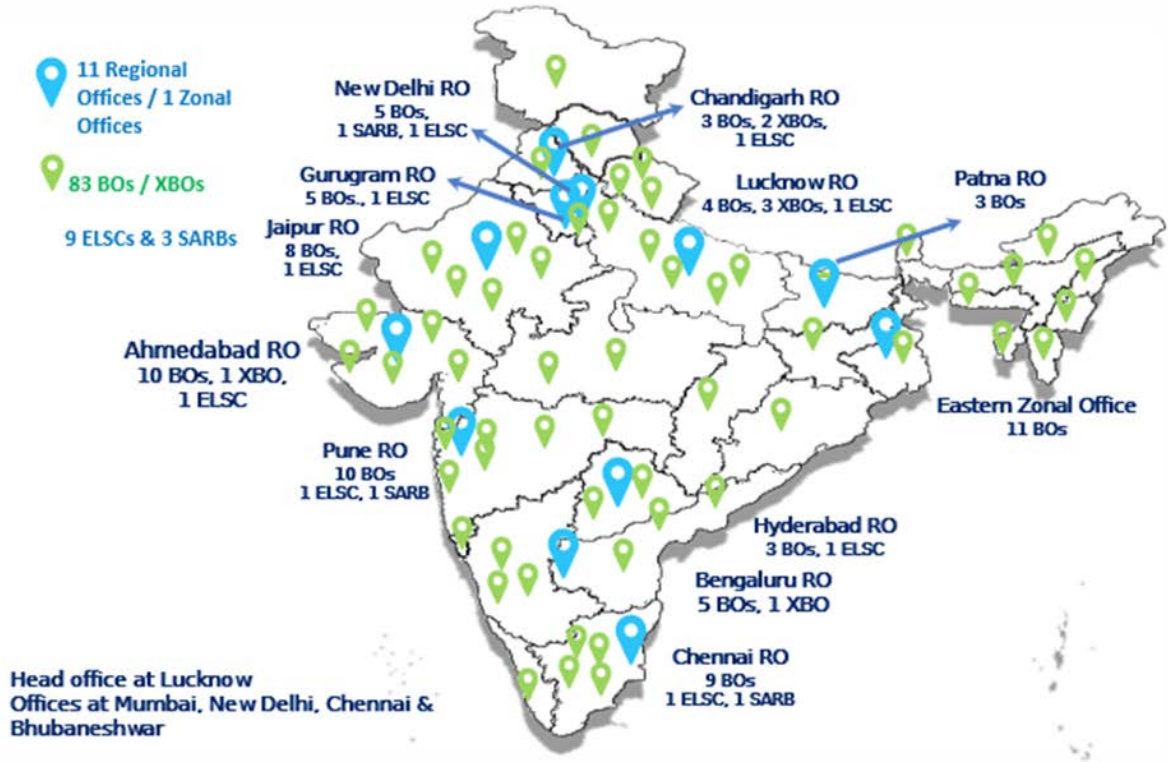 11 Regional
Offices / 1 Zonal
Offices
83 BOs / XBOs
9 ELSCs & 3 SARBs
New Delhi RO
5 BOs,
1 SARB, 1 ELSC
Chandigarh RO
3 BOs, 2 XBOs,
1 ELSC
Gurugram RO
5 BOs., 1 ELSC
Lucknow RO
4 BOs, 3 XBOs, 1 ELSC
Patna RO
3 BOs
Jaipur RO
8 BOs,
1 ELSC
Ahmedabad RO
10 BOs, 1 XBO,
1 ELSC
Eastern Zonal Office
11 BOs
Pune RO
10 BOs
1 ELSC, 1 SARB
Hyderabad RO
3 BOs, 1 ELSC
Bengaluru RO
5 BOs, 1 XBO
Chennai RO
9 BOs
1 ELSC, 1 SARB
Head office at Lucknow
Offices at Mumbai, New Delhi, Chennai &
Bhubaneshwar